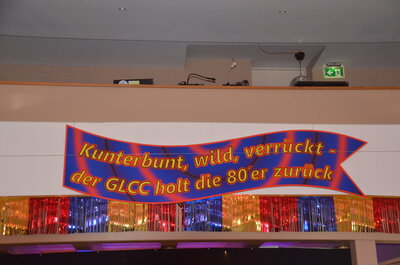 Kunterbunt, wild, verrückt -
der GLCC holt die 80'er zurück